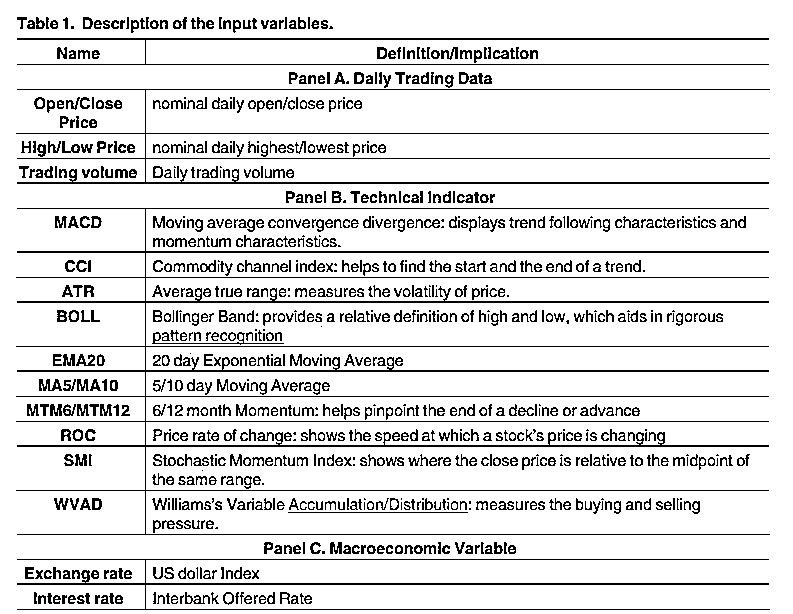 Table 1. Description of the input variables.
Name Definition/Implication
Panel A. Daily Trading Data
Open/Close nominal daily open/close price
Price
High/Low Price nominal daily highest/lowest price
Trading volume Daily trading volume
Panel B. Technical Indicator
MACD Moving average convergence divergence: displays trend following characteristics and
momentum characteristics.
CCI Commodity channel index: helps to find the start and the end of a trend.
ATR Average true range: measures the volatility of price.
BOLL Bollinger Band: provides a relative definition of high and low, which aids in rigorous
pattern recognition
EMA20 20 day Exponential Moving Average
MA5/MA10 5/10 day Moving Average
MTM6/MTM12 6/12 month Momentum: helps pinpoint the end of a decline or advance
ROC Price rate of change: shows the speed at which a stock's price is changing
SMI Stochastic Momentum Index: shows where the close price is relative to the midpoint of
the same range.
WVAD Williams's Variable Accumulation/Distribution: measures the buying and selling
pressure.
Panel C. Macroeconomic Variable
Exchange rate US dollar Index
Interest rate Interbank Offered Rate